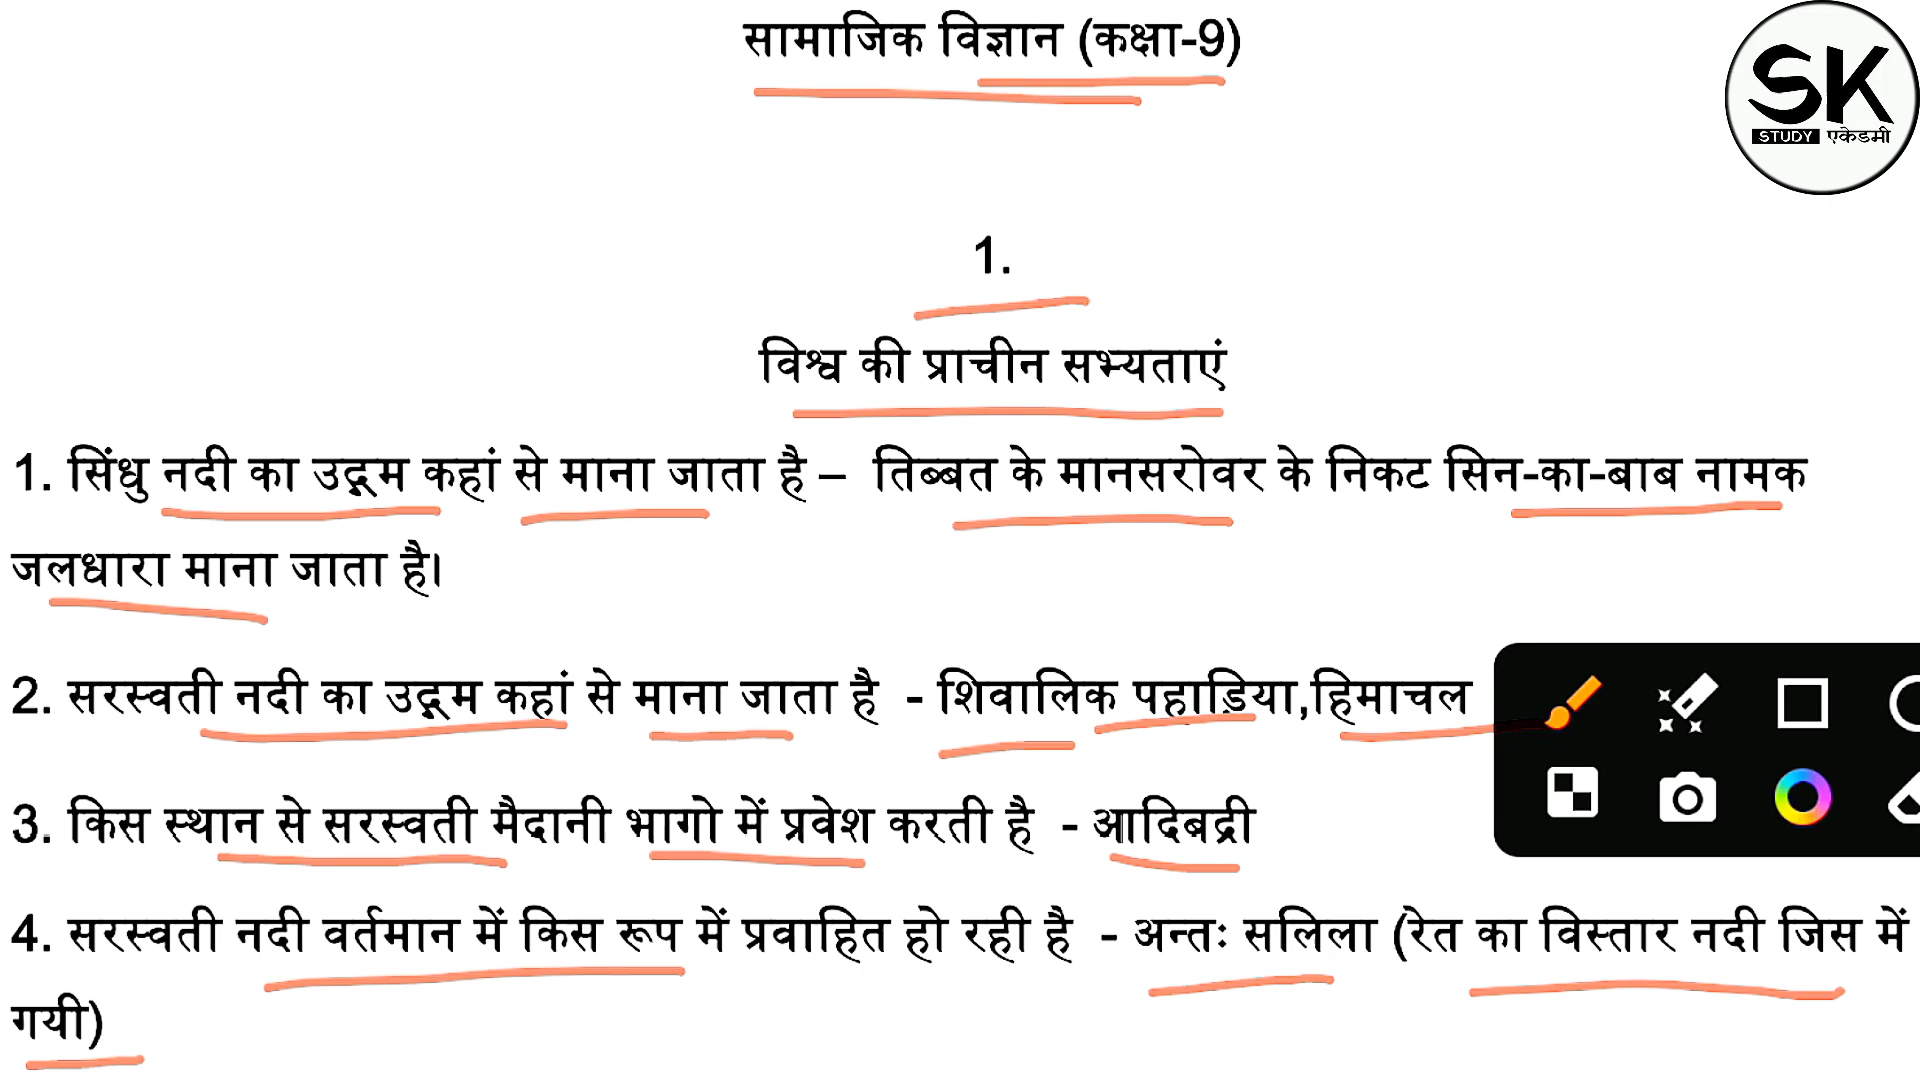 सामाजिक विज्ञान (कक्षा-9)
SK
STUDY एकेडमी
1.
विश्व की प्राचीन सभ्यताएं
1. सिंधु नदी का उद्गम कहां से माना जाता है – तिब्बत के मानसरोवर के निकट सिन-का-बाब नामक
जलधारा माना जाता है।
2. सरस्वती नदी का उद्गम कहां से माना जाता है - शिवालिक पहाड़िया,हिमाचल
3. किस स्थान से सरस्वती मैदानी भागो में प्रवेश करती है - आदिबद्री
4. सरस्वती नदी वर्तमान में किस रूप में प्रवाहित हो रही है - अन्तः सलिला (रेत का विस्तार नदी जिस में
गयी)